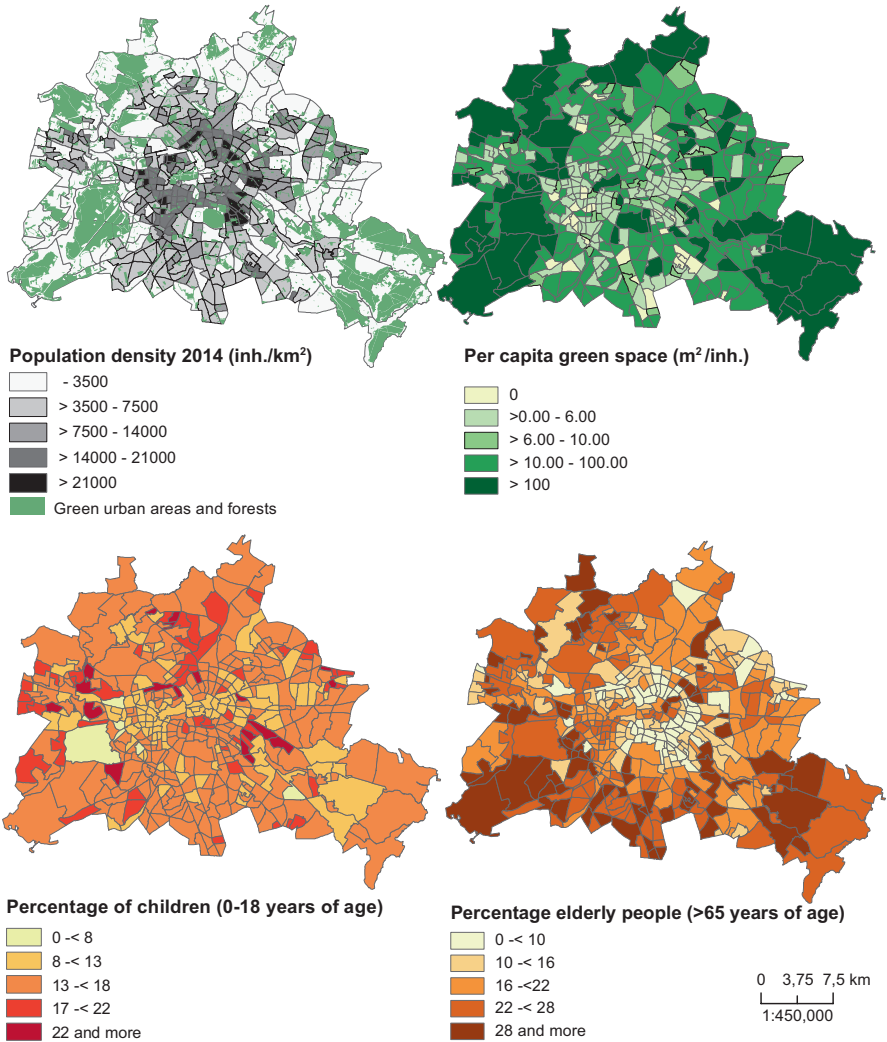 Population density 2014 (inh./km²)
- 3500
> 3500 - 7500
> 7500 - 14000
> 14000 - 21000
> 21000
Green urban areas and forests
Per capita green space (m²/inh.)
0
>0.00 - 6.00
> 6.00 - 10.00
> 10.00 - 100.00
> 100
Percentage of children (0-18 years of age)
0 -< 8
8 -< 13
13 -< 18
17 -< 22
22 and more
Percentage elderly people (>65 years of age)
0 -< 10
10 -< 16
16 -<22
22 -< 28
28 and more
0 3,75 7,5 km
1:450,000